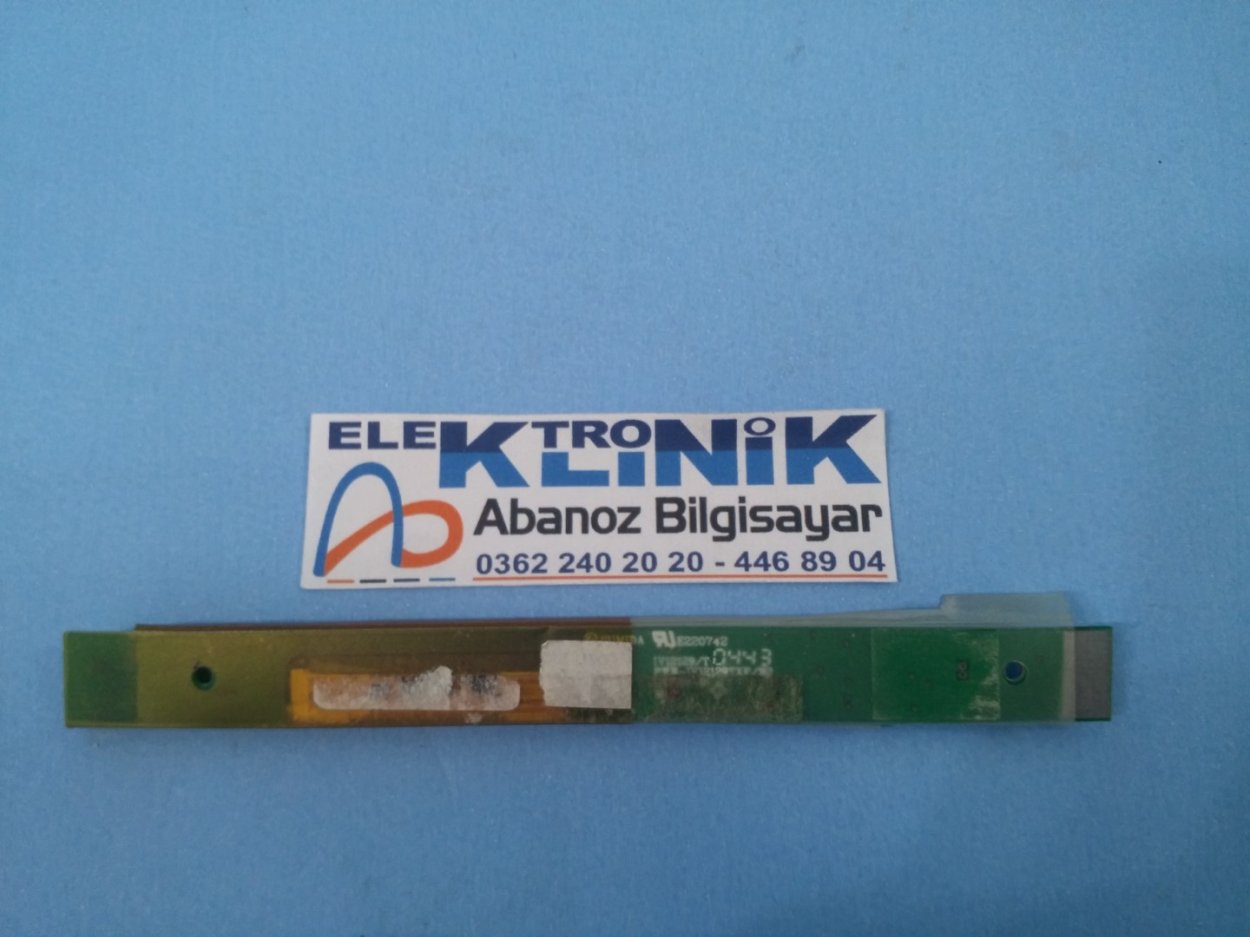 ELEKTRONİK
KLİNİK
Abanoz Bilgisayar
0362 240 20 20 - 446 89 04
E220742
0443